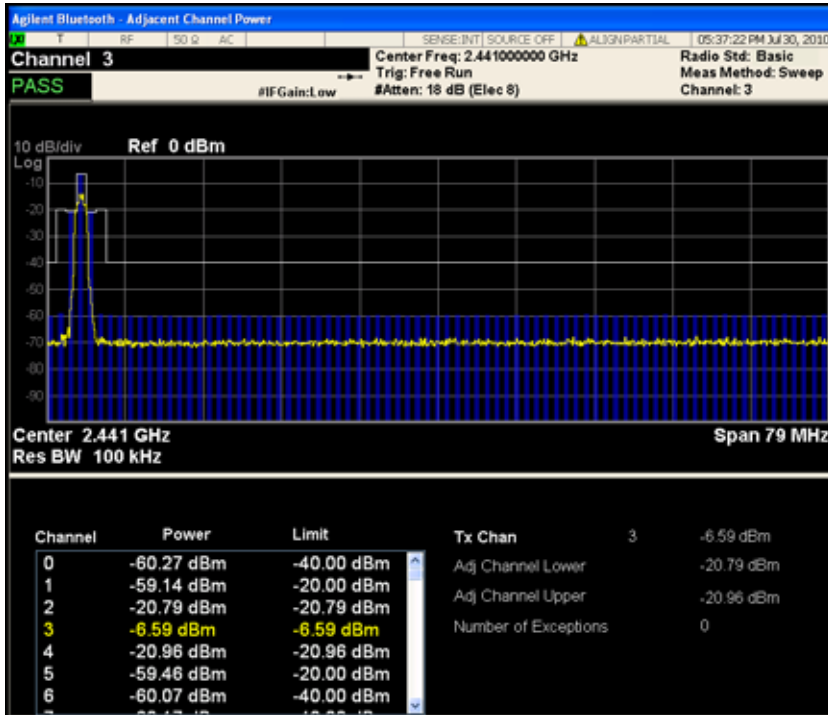 Agilent Bluetooth - Adjacent Channel Power
LXI T RF 50 Ω AC SENSE:INT SOURCE OFF ALIGN PARTIAL 05:37:22 PM Jul 30, 2010
Channel 3
Center Freq: 2.441000000 GHz
Radio Std: Basic
Trig: Free Run
Meas Method: Sweep
PASS
#IFGain:Low
#Atten: 18 dB (Elec 8)
Channel: 3
10 dB/div Ref 0 dBm
Log
-10
-20
-30
-40
-50
-60
-70
-80
-90
Center 2.441 GHz
Span 79 MHz
Res BW 100 kHz
Channel Power Limit
0 -60.27 dBm -40.00 dBm
1 -59.14 dBm -20.00 dBm
2 -20.79 dBm -20.79 dBm
3 -6.59 dBm -6.59 dBm
4 -20.96 dBm -20.96 dBm
5 -59.46 dBm -20.00 dBm
6 -60.07 dBm -40.00 dBm
Tx Chan 3 -6.59 dBm
Adj Channel Lower -20.79 dBm
Adj Channel Upper -20.96 dBm
Number of Exceptions 0